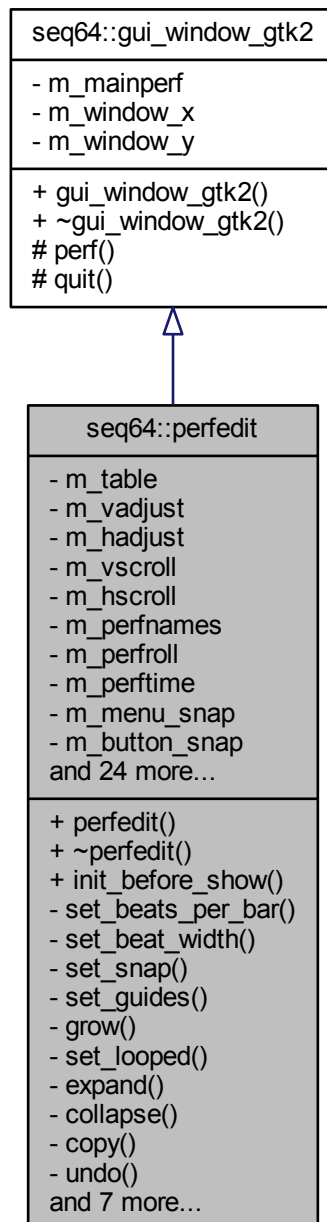 seq64::gui_window_gtk2
- m_mainperf
- m_window_x
- m_window_y
+ gui_window_gtk2()
+ ~gui_window_gtk2()
# perf()
# quit()
seq64::perfedit
- m_table
- m_vadjust
- m_hadjust
- m_vscroll
- m_hscroll
- m_perfnames
- m_perfroll
- m_perftime
- m_menu_snap
- m_button_snap
and 24 more...
+ perfedit()
+ ~perfedit()
+ init_before_show()
- set_beats_per_bar()
- set_beat_width()
- set_snap()
- set_guides()
- grow()
- set_looped()
- expand()
- collapse()
- copy()
- undo()
and 7 more...